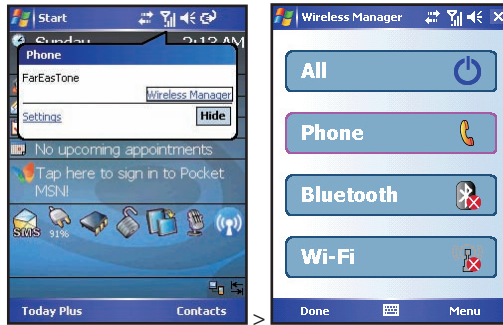 Start
Sunday 2:12 AM
Phone
FarEasTone
Wireless Manager
Settings
Hide
No upcoming appointments
Tap here to sign in to Pocket
MSN!
SMS
91%
Today Plus Contacts
>
Wireless Manager
All
Phone
Bluetooth
Wi-Fi
Done Menu